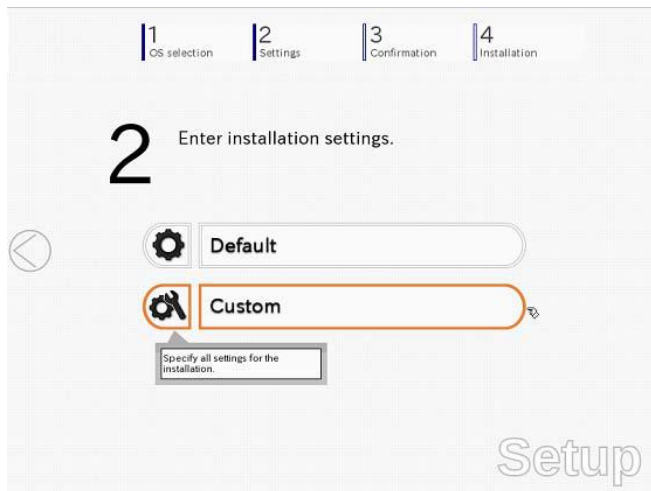 1
OS selection
2
Settings
3
Confirmation
4
Installation
2
Enter installation settings.
Default
Custom
Specify all settings for the
installation.
Setup